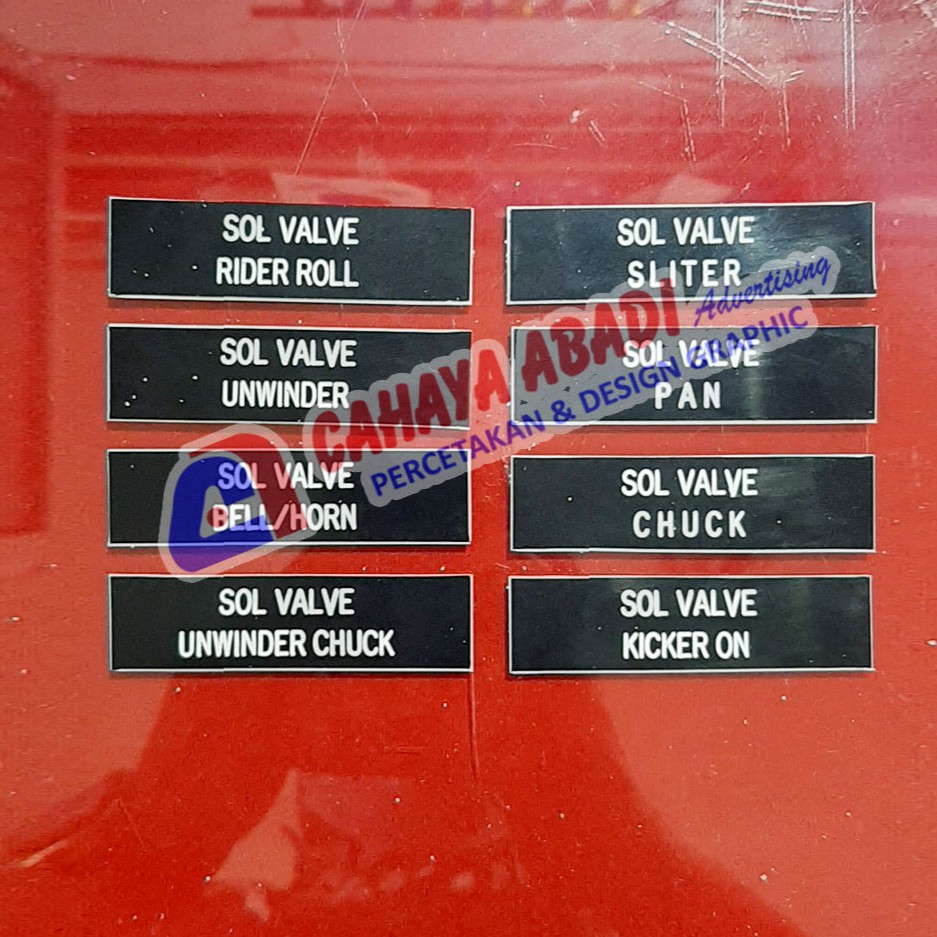 SOL VALVE
RIDER ROLL
SOL VALVE
SLITER
SOL VALVE
UNWINDER
SOL VALVE
PAN
SOL VALVE
BELL/HORN
SOL VALVE
CHUCK
SOL VALVE
UNWINDER CHUCK
SOL VALVE
KICKER ON
CAHAYA ABADI Advertising
PERCETAKAN & DESIGN GRAPHIC